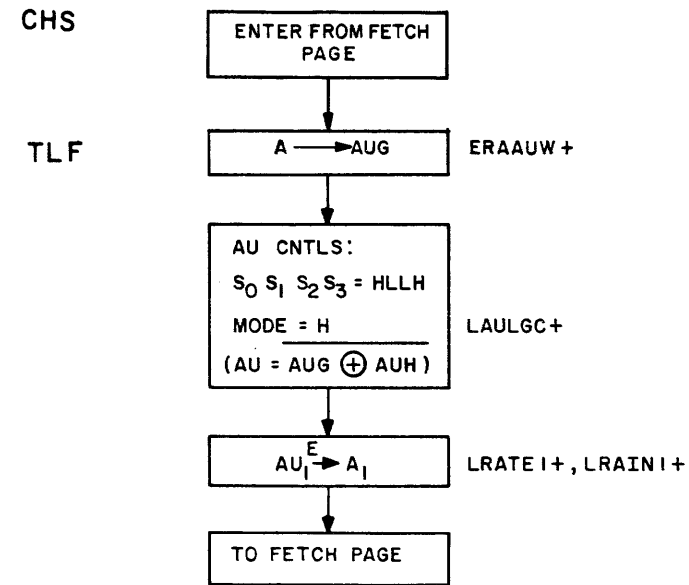 CHS
ENTER FROM FETCH
PAGE
TLF
A → AUG
ERAAUW+
AU CNTLS:
S₀ S₁ S₂ S₃ = HLLH
MODE = H
LAULGC+
(AU = AUG ⊕ AUH)
E
AU₁ → A₁
LRATE1+, LRAIN1+
TO FETCH PAGE